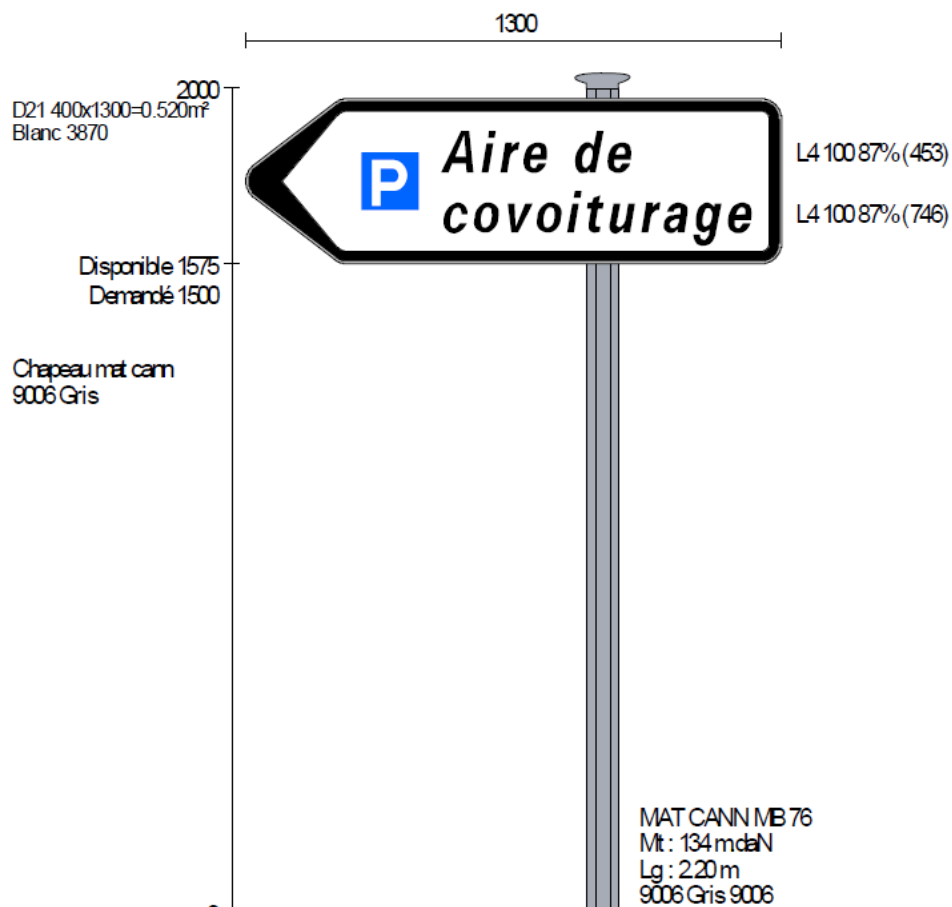 1300
2000
D21 400x1300=0.520m²
Blanc 3870
P
Aire de
covoiturage
L4 100 87% (453)
L4 100 87% (746)
Disponible 1575
Demandé 1500
Chapeau mat cann
9006 Gris
MAT CANN MB 76
Mt : 134 mdaN
Lg : 2.20 m
9006 Gris 9006